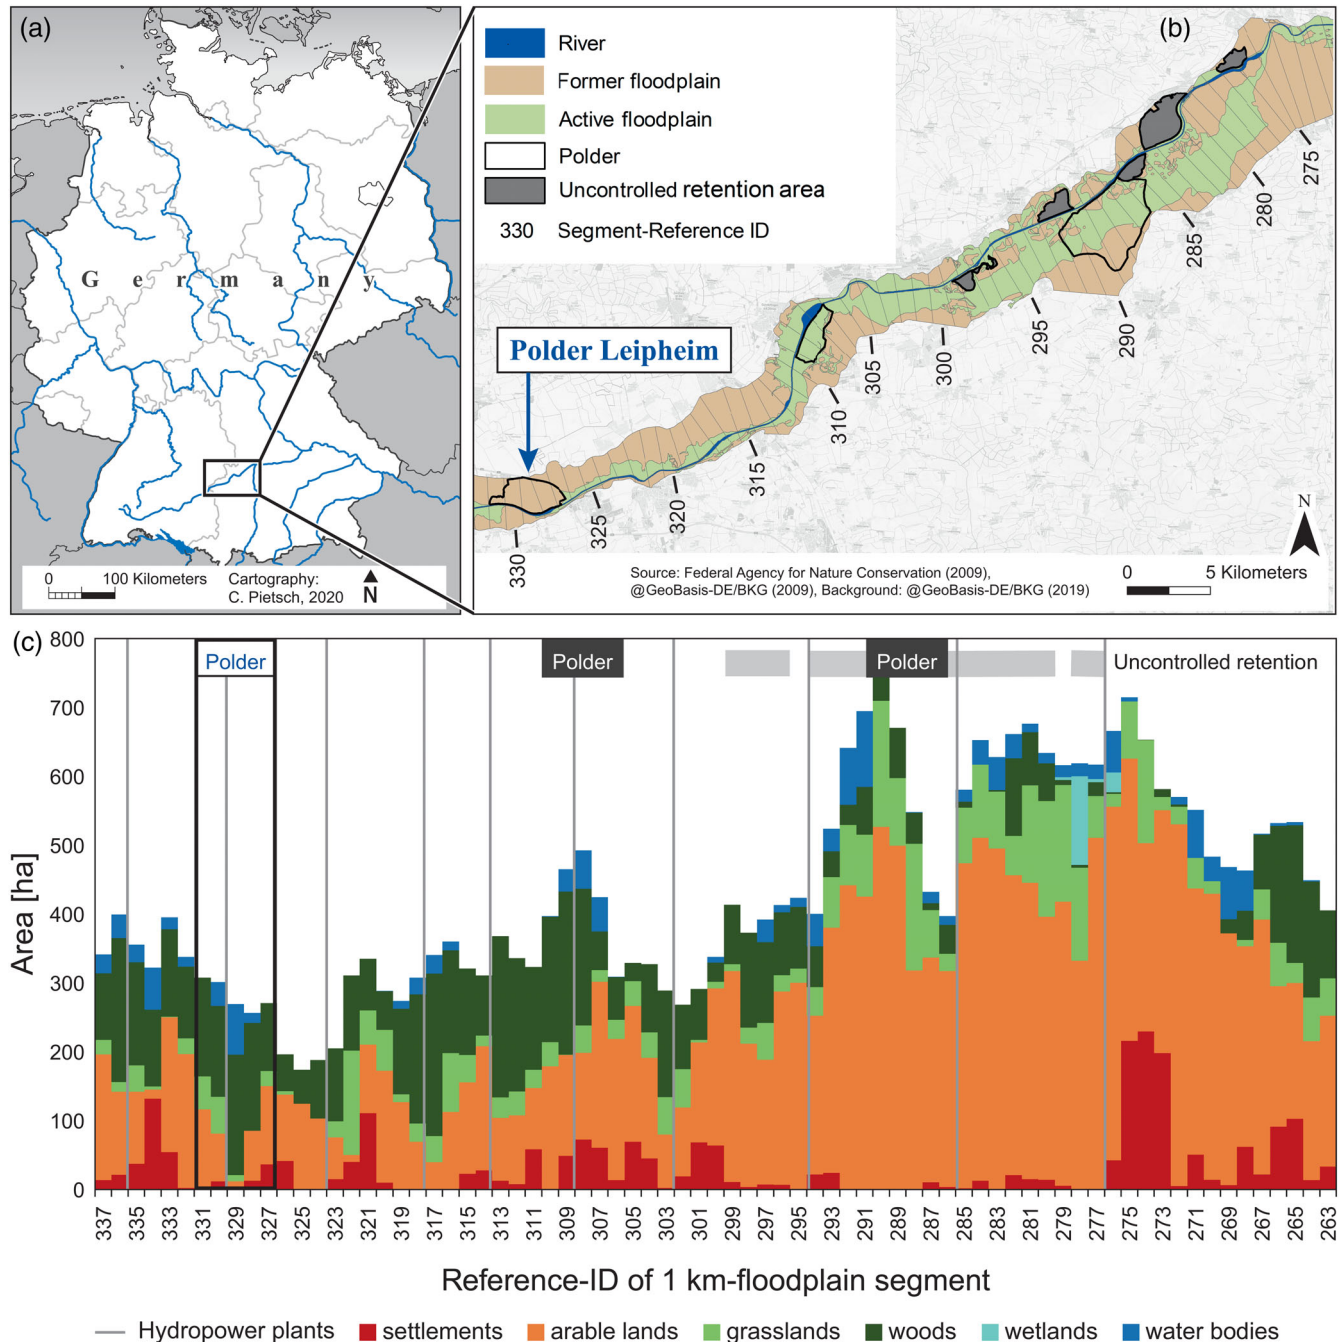 (a)
G e r m a n y
0 100 Kilometers
Cartography:
C. Pietsch, 2020
N
(b)
River
Former floodplain
Active floodplain
Polder
Uncontrolled retention area
330 Segment-Reference ID
Polder Leipheim
275
280
285
290
295
300
305
310
315
320
325
330
N
Source: Federal Agency for Nature Conservation (2009),
@GeoBasis-DE/BKG (2009), Background: @GeoBasis-DE/BKG (2019)
0 5 Kilometers
(c)
Polder Polder Polder Uncontrolled retention
800
700
600
500
400
300
200
100
0
Area [ha]
337 335 333 331 329 327 325 223 321 319 317 315 313 311 309 307 305 303 301 299 297 295 293 291 289 287 285 283 281 279 277 275 273 271 269 267 265 263
Reference-ID of 1 km-floodplain segment
Hydropower plants settlements arable lands grasslands woods wetlands water bodies